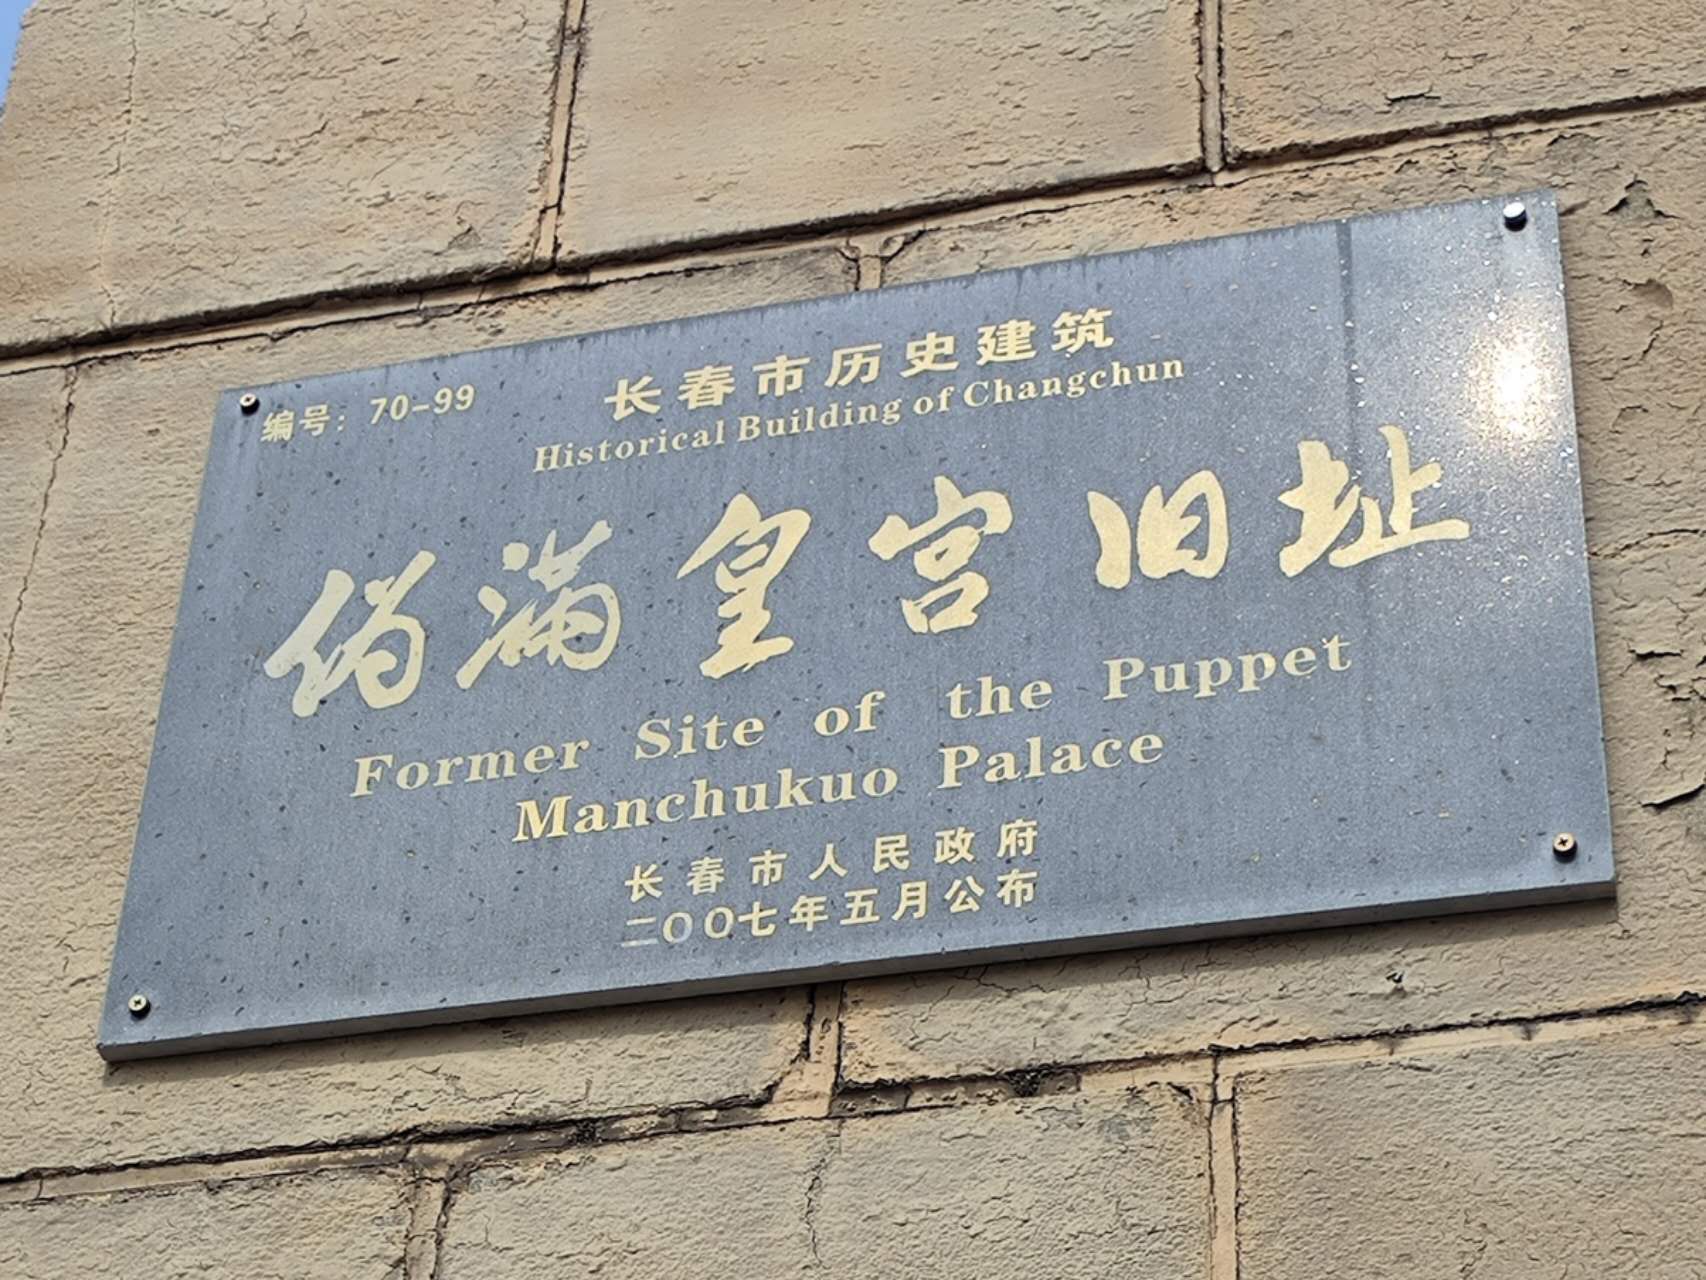 编号：70-99
长春市历史建筑
Historical Building of Changchun
伪满皇宫旧址
Former Site of the Puppet
Manchukuo Palace
长春市人民政府
二〇〇七年五月公布